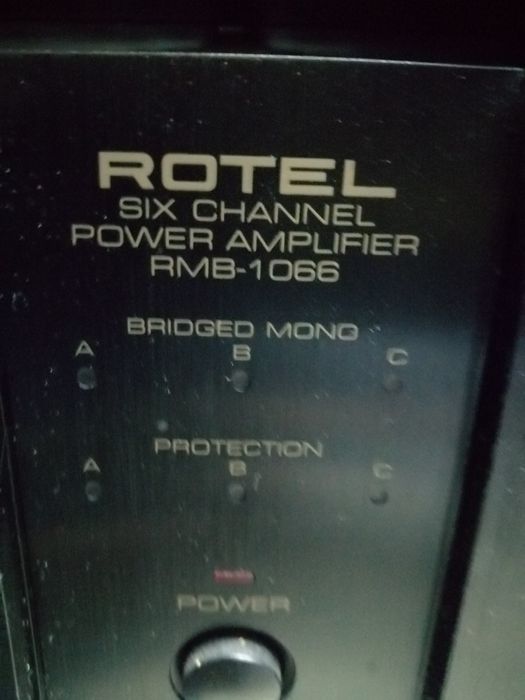 ROTEL
SIX CHANNEL
POWER AMPLIFIER
RMB-1066
BRIDGED MONO
A B C
PROTECTION
A B C
POWER